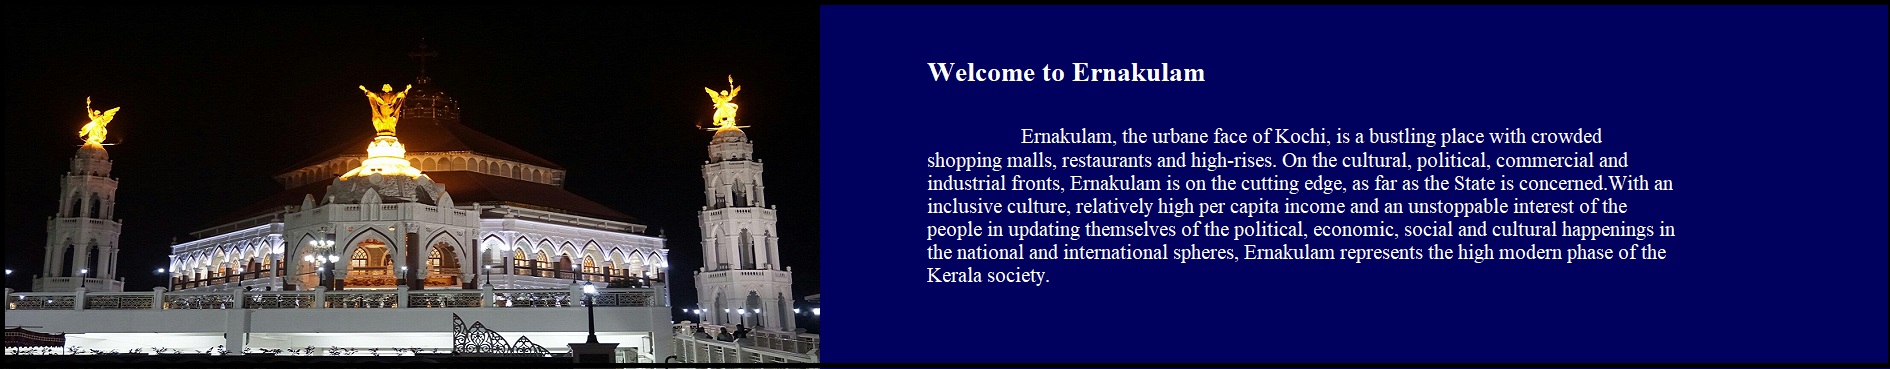 Welcome to Ernakulam
Ernakulam, the urbane face of Kochi, is a bustling place with crowded
shopping malls, restaurants and high-rises. On the cultural, political, commercial and
industrial fronts, Ernakulam is on the cutting edge, as far as the State is concerned.With an
inclusive culture, relatively high per capita income and an unstoppable interest of the
people in updating themselves of the political, economic, social and cultural happenings in
the national and international spheres, Ernakulam represents the high modern phase of the
Kerala society.